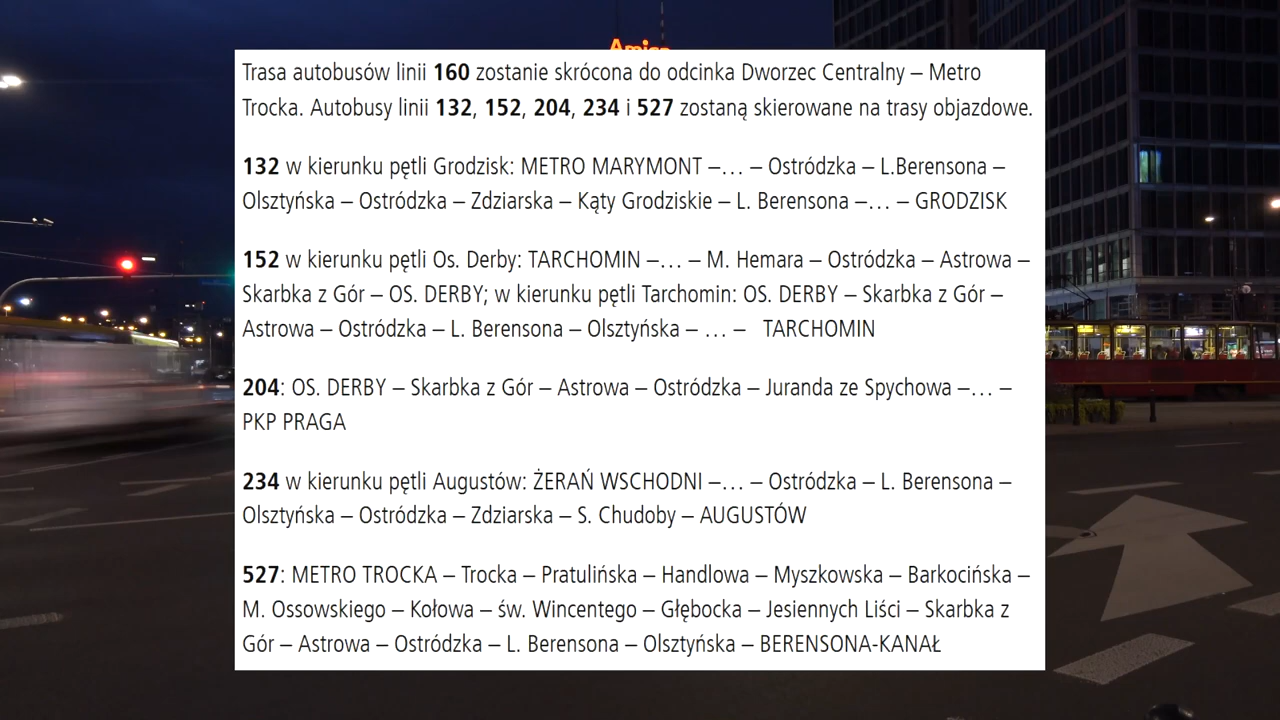 Amica
Trasa autobusów linii 160 zostanie skrócona do odcinka Dworzec Centralny – Metro
Trocka. Autobusy linii 132, 152, 204, 234 i 527 zostaną skierowane na trasy objazdowe.
132 w kierunku pętli Grodzisk: METRO MARYMONT –… – Ostródzka – L.Berensona –
Olsztyńska – Ostródzka – Zdziarska – Kąty Grodziskie – L. Berensona –… – GRODZISK
152 w kierunku pętli Os. Derby: TARCHOMIN –… – M. Hemara – Ostródzka – Astrowa –
Skarbka z Gór – OS. DERBY; w kierunku pętli Tarchomin: OS. DERBY – Skarbka z Gór –
Astrowa – Ostródzka – L. Berensona – Olsztyńska – … – TARCHOMIN
204: OS. DERBY – Skarbka z Gór – Astrowa – Ostródzka – Juranda ze Spychowa –… –
PKP PRAGA
234 w kierunku pętli Augustów: ŻERAŃ WSCHODNI –… – Ostródzka – L. Berensona –
Olsztyńska – Ostródzka – Zdziarska – S. Chudoby – AUGUSTÓW
527: METRO TROCKA – Trocka – Pratulińska – Handlowa – Myszkowska – Barkocińska –
M. Ossowskiego – Kołowa – św. Wincentego – Głębocka – Jesiennych Liści – Skarbka z
Gór – Astrowa – Ostródzka – L. Berensona – Olsztyńska – BERENSONA-KANAŁ